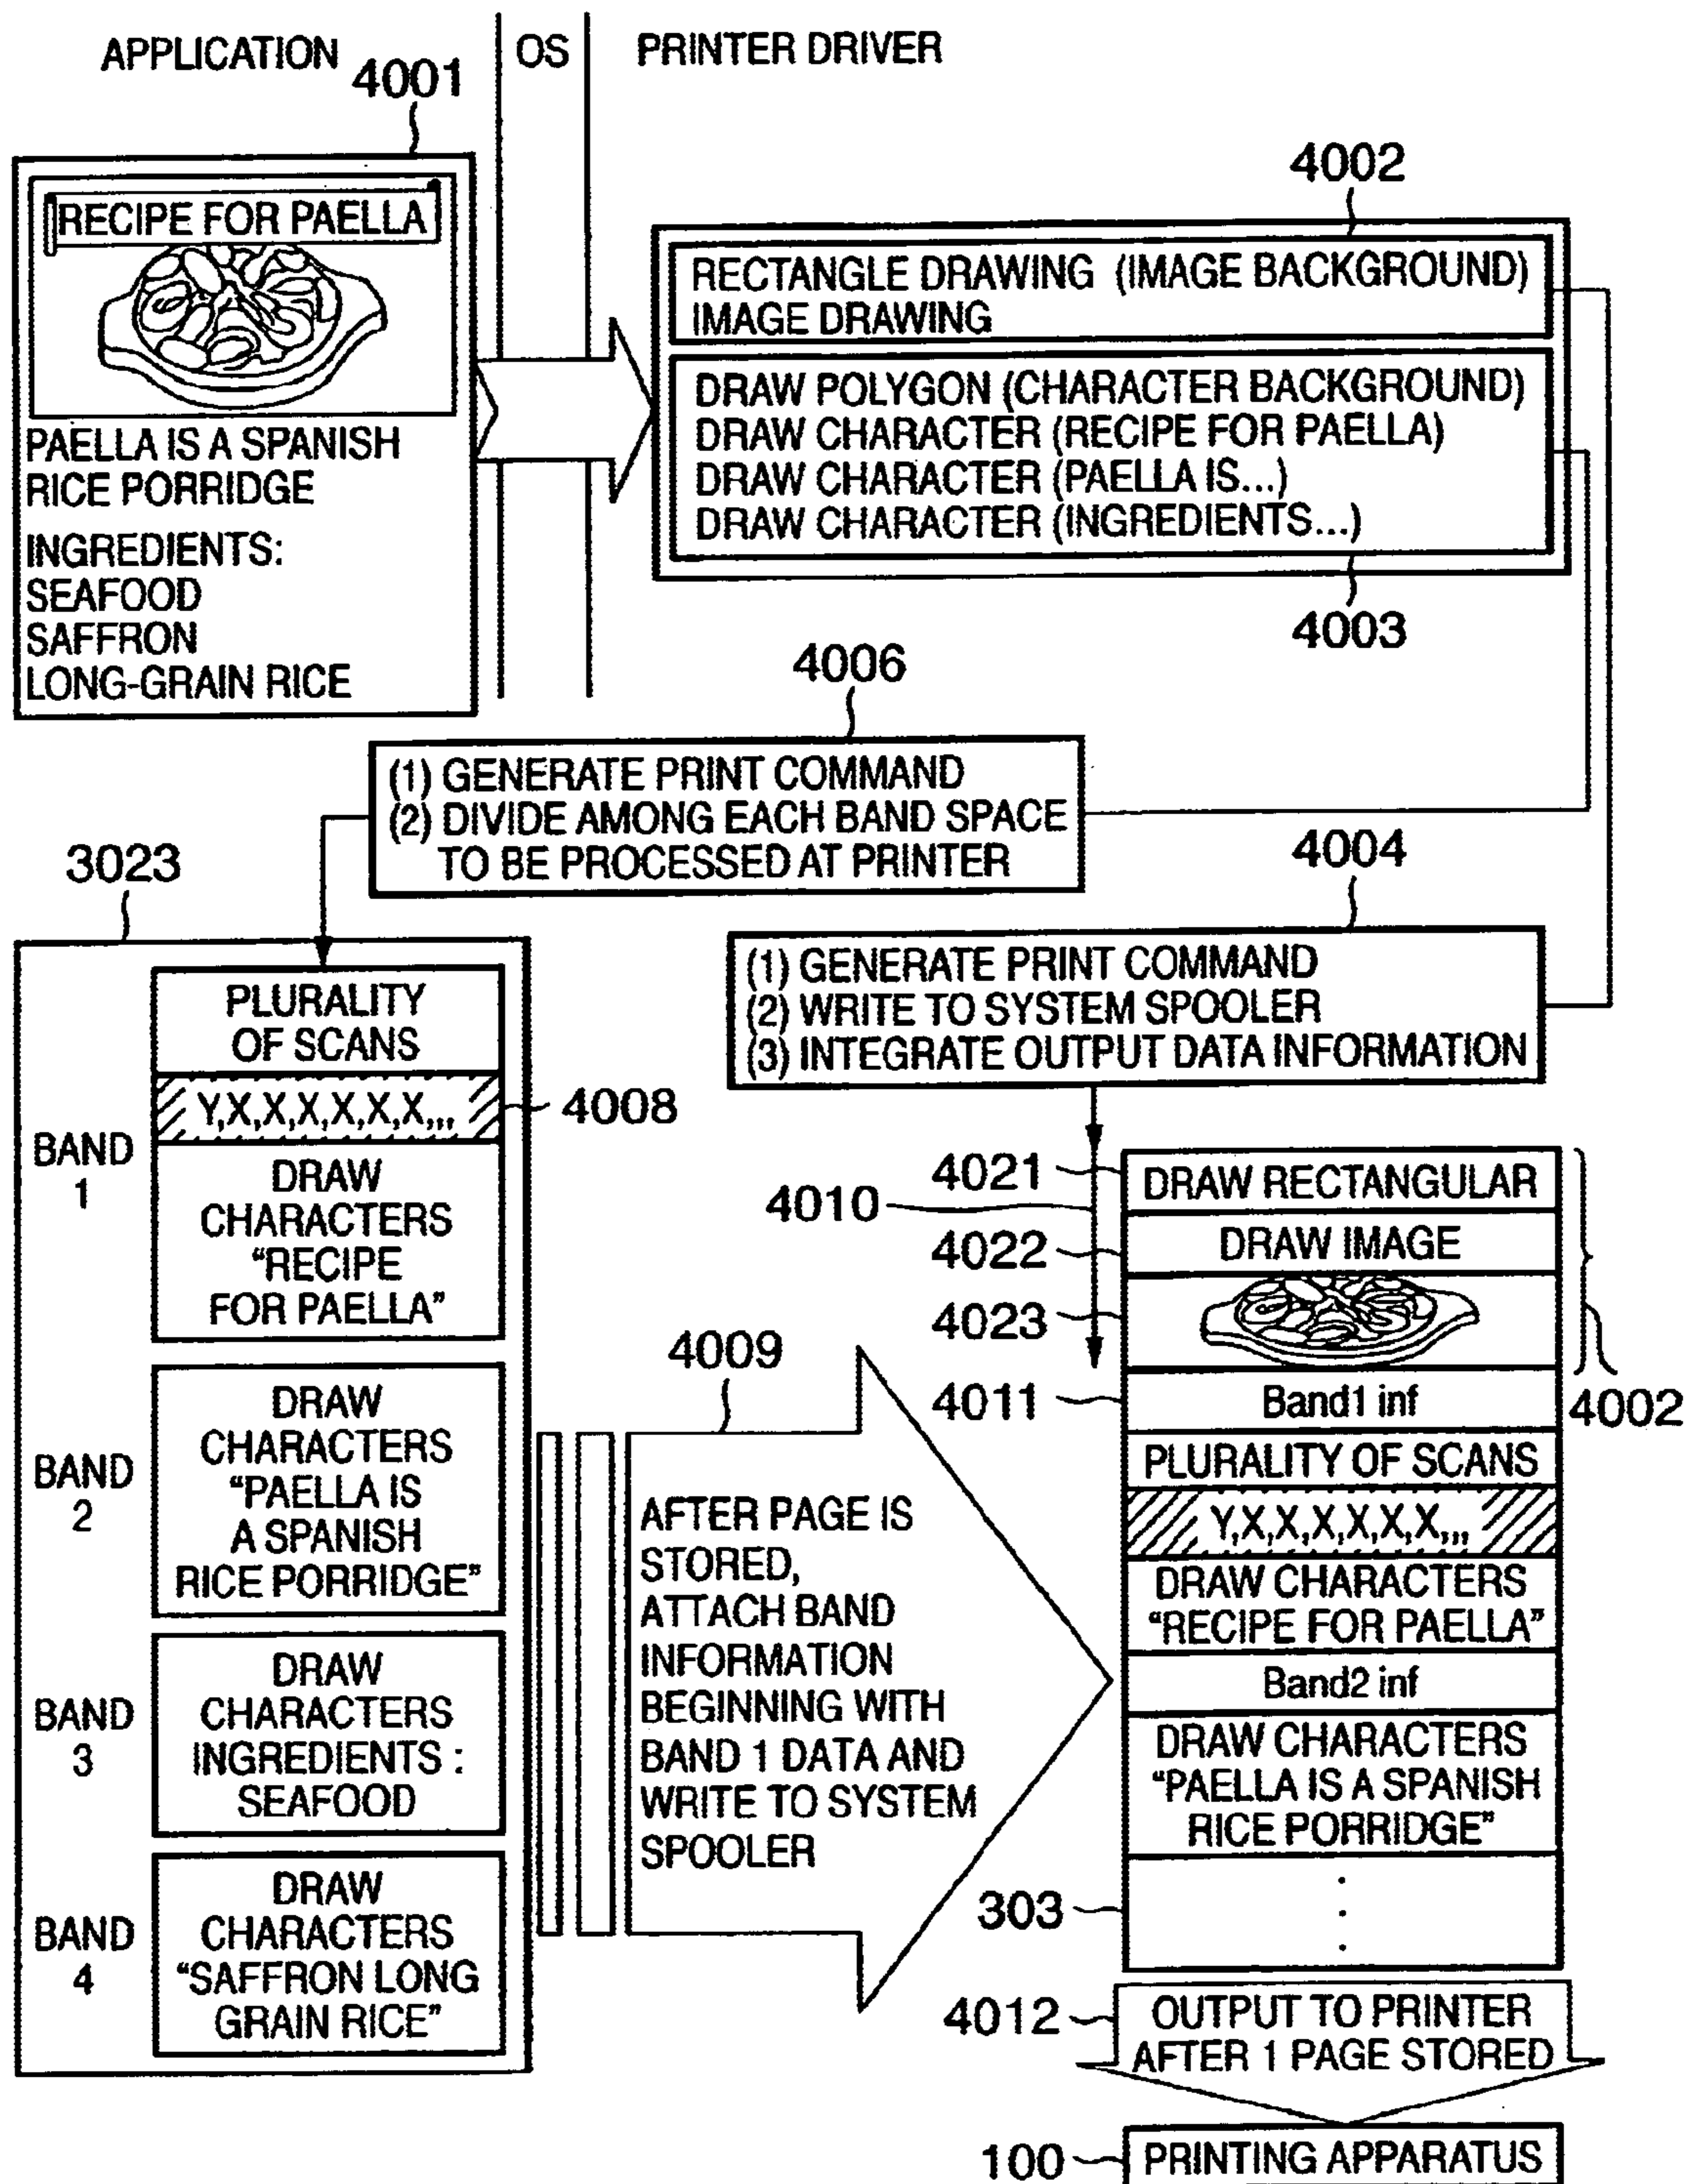 APPLICATION
OS
PRINTER DRIVER
4001
RECIPE FOR PAELLA
PAELLA IS A SPANISH
RICE PORRIDGE
INGREDIENTS:
SEAFOOD
SAFFRON
LONG-GRAIN RICE
4002
RECTANGLE DRAWING (IMAGE BACKGROUND)
IMAGE DRAWING
DRAW POLYGON (CHARACTER BACKGROUND)
DRAW CHARACTER (RECIPE FOR PAELLA)
DRAW CHARACTER (PAELLA IS...)
DRAW CHARACTER (INGREDIENTS...)
4003
4006
(1) GENERATE PRINT COMMAND
(2) DIVIDE AMONG EACH BAND SPACE
TO BE PROCESSED AT PRINTER
4004
(1) GENERATE PRINT COMMAND
(2) WRITE TO SYSTEM SPOOLER
(3) INTEGRATE OUTPUT DATA INFORMATION
3023
BAND
1
PLURALITY
OF SCANS
Y,X,X,X,X,X,X,,,
4008
DRAW
CHARACTERS
“RECIPE
FOR PAELLA”
BAND
2
DRAW
CHARACTERS
“PAELLA IS
A SPANISH
RICE PORRIDGE”
BAND
3
DRAW
CHARACTERS
INGREDIENTS :
SEAFOOD
BAND
4
DRAW
CHARACTERS
“SAFFRON LONG
GRAIN RICE”
4009
AFTER PAGE IS
STORED,
ATTACH BAND
INFORMATION
BEGINNING WITH
BAND 1 DATA AND
WRITE TO SYSTEM
SPOOLER
4010
4021
DRAW RECTANGULAR
4022
DRAW IMAGE
4023
4002
4011
Band1 inf
PLURALITY OF SCANS
Y,X,X,X,X,X,X,,,
DRAW CHARACTERS
“RECIPE FOR PAELLA”
Band2 inf
DRAW CHARACTERS
“PAELLA IS A SPANISH
RICE PORRIDGE”
303
4012
OUTPUT TO PRINTER
AFTER 1 PAGE STORED
100
PRINTING APPARATUS